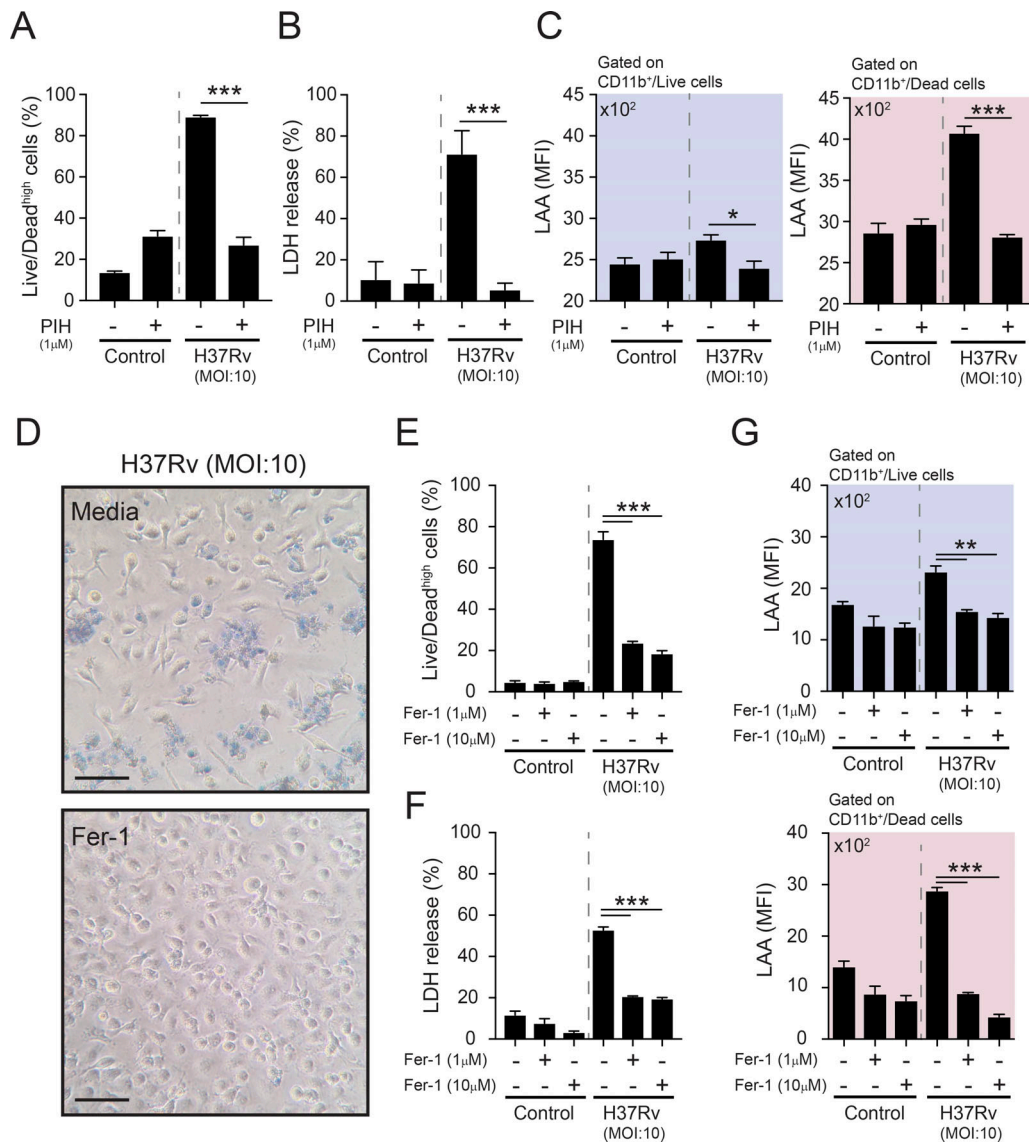 A
Live/Dead^high cells (%)
100
80
60
40
20
0
***
- + - +
PIH
(1μM)
Control
H37Rv
(MOI:10)
B
LDH release (%)
100
80
60
40
20
0
***
- + - +
PIH
(1μM)
Control
H37Rv
(MOI:10)
C
Gated on
CD11b⁺/Live cells
x10²
LAA (MFI)
45
40
35
30
25
20
*
- + - +
PIH
(1μM)
Control
H37Rv
(MOI:10)
Gated on
CD11b⁺/Dead cells
x10²
LAA (MFI)
45
40
35
30
25
20
***
- + - +
PIH
(1μM)
Control
H37Rv
(MOI:10)
D
H37Rv (MOI:10)
Media
Fer-1
E
Live/Dead^high cells (%)
100
80
60
40
20
0
***
Fer-1 (1μM) - + - - + -
Fer-1 (10μM) - - + - - +
Control
H37Rv
(MOI:10)
F
LDH release (%)
100
80
60
40
20
0
***
Fer-1 (1μM) - + - - + -
Fer-1 (10μM) - - + - - +
Control
H37Rv
(MOI:10)
G
Gated on
CD11b⁺/Live cells
x10²
LAA (MFI)
40
30
20
10
0
**
Fer-1 (1μM) - + - - + -
Fer-1 (10μM) - - + - - +
Control
H37Rv
(MOI:10)
Gated on
CD11b⁺/Dead cells
x10²
LAA (MFI)
40
30
20
10
0
***
Fer-1 (1μM) - + - - + -
Fer-1 (10μM) - - + - - +
Control
H37Rv
(MOI:10)